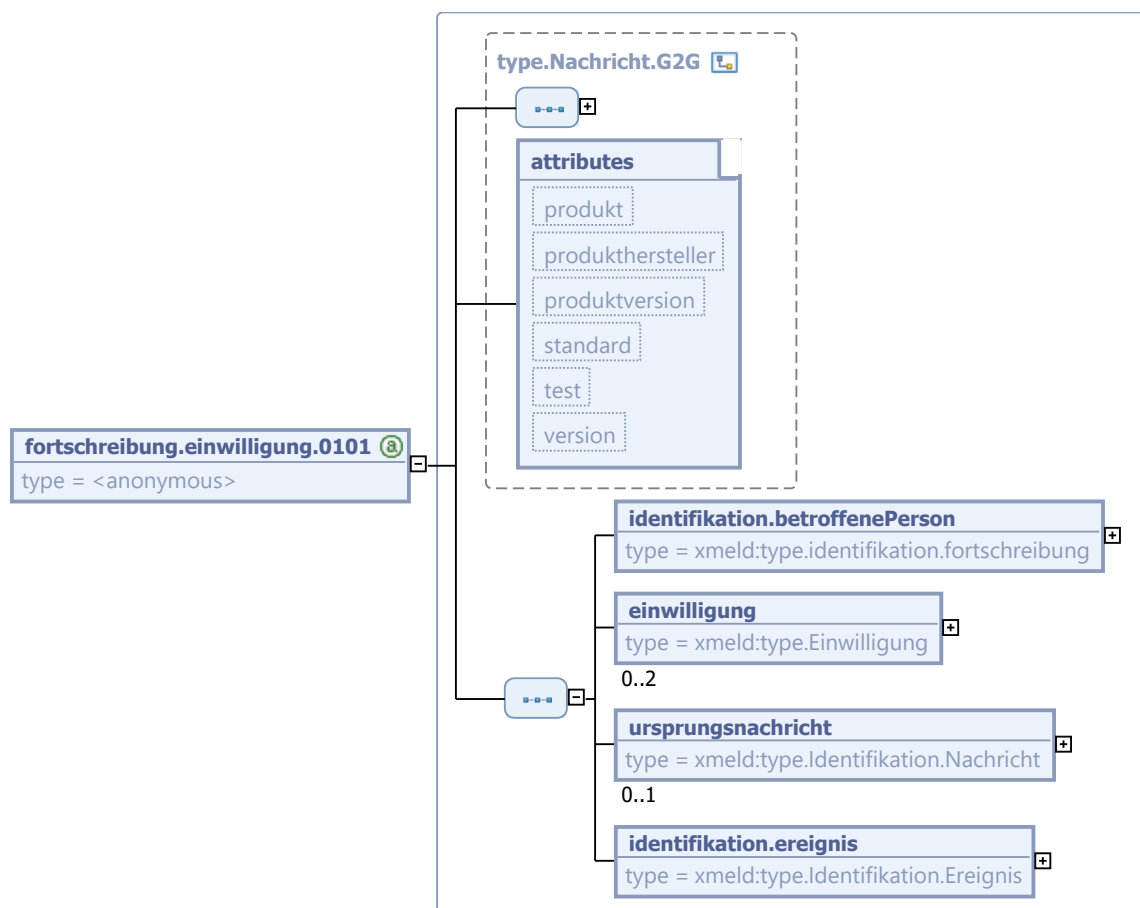 type.Nachricht.G2G
attributes
produkt
produkthersteller
produktversion
standard
test
version
fortschreibung.einwilligung.0101
type = <anonymous>
identifikation.betroffenePerson
type = xmeld:type.identifikation.fortschreibung
einwilligung
type = xmeld:type.Einwilligung
0..2
ursprungsnachricht
type = xmeld:type.Identifikation.Nachricht
0..1
identifikation.ereignis
type = xmeld:type.Identifikation.Ereignis